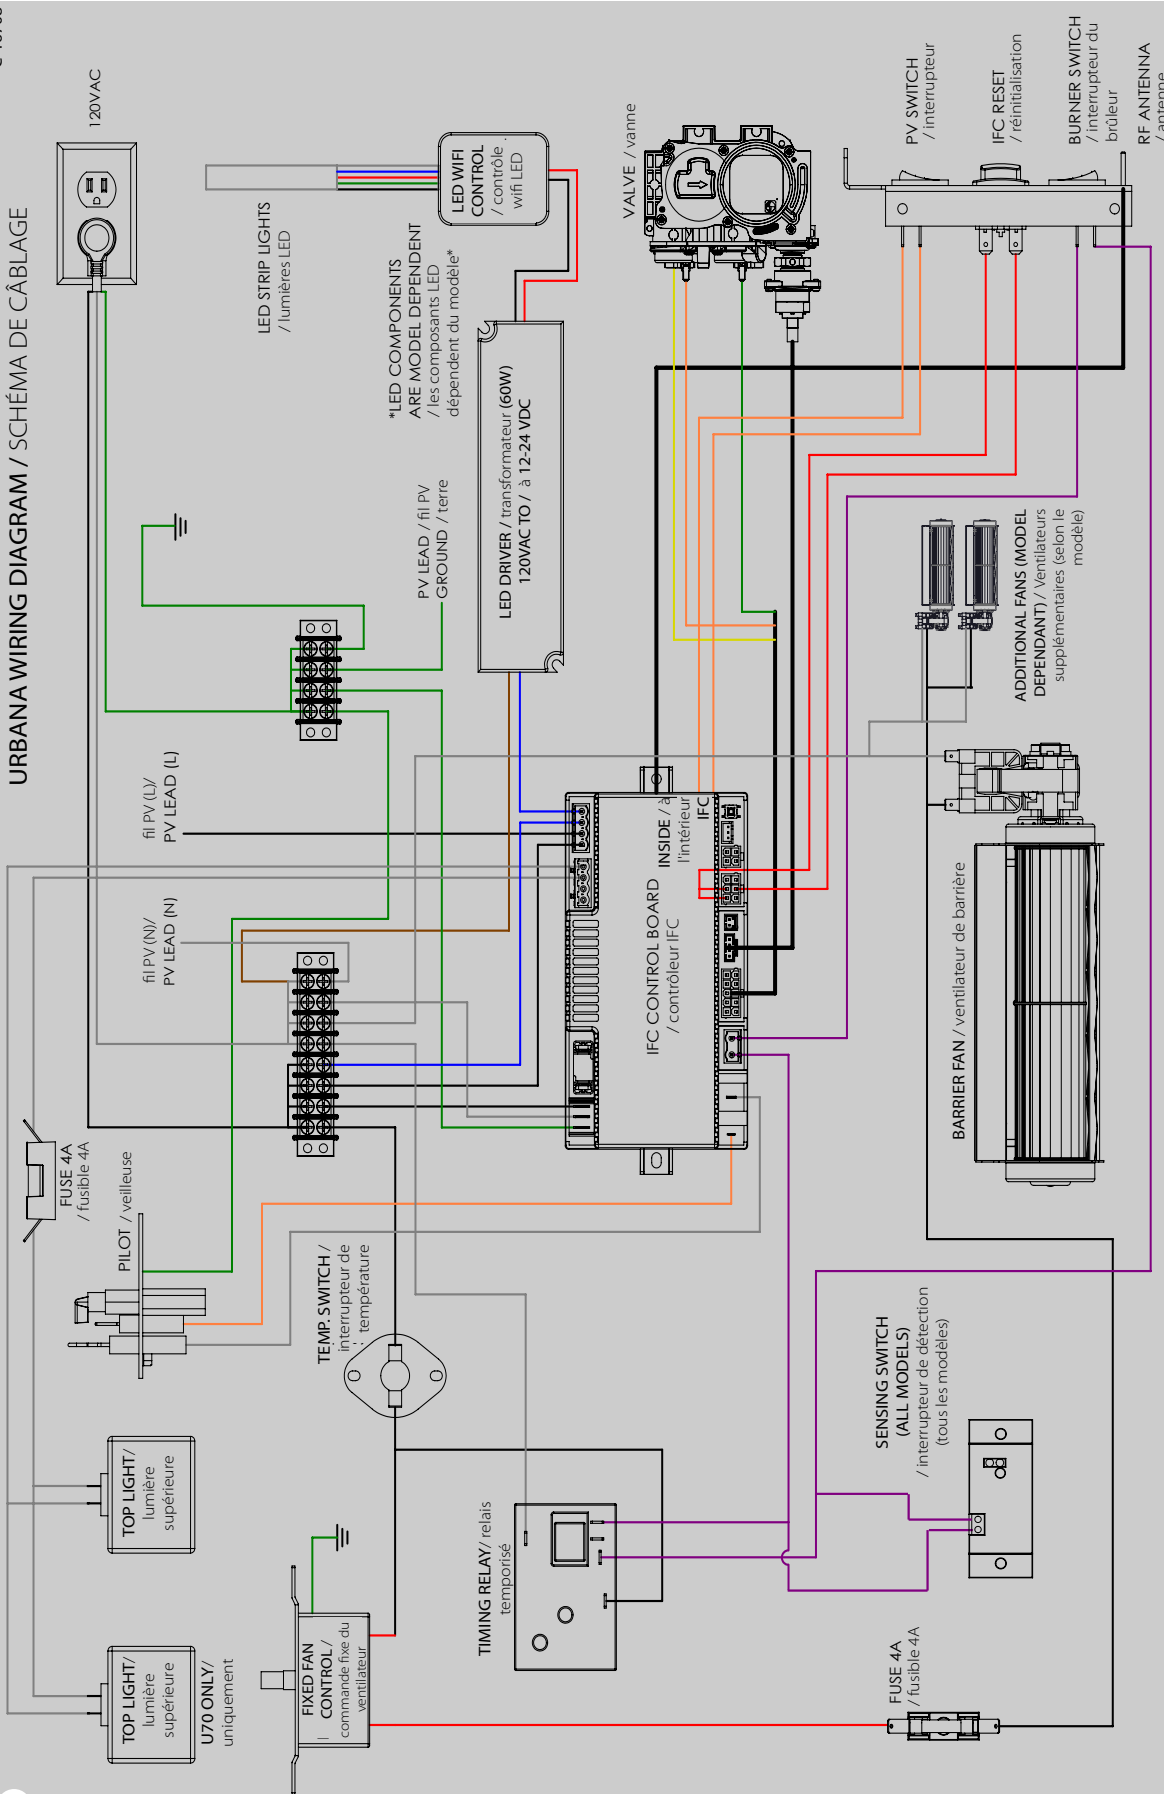 URBANA WIRING DIAGRAM / SCHÉMA DE CÂBLAGE
120VAC
LED STRIP LIGHTS
/ lumières LED
LED WIFI
CONTROL
/ contrôle
wifi LED
*LED COMPONENTS
ARE MODEL DEPENDENT
/ les composants LED
dépendent du modèle*
LED DRIVER / transformateur (60W)
120VAC TO / à 12-24 VDC
PV LEAD / fil PV
GROUND / terre
fil PV (L)/
PV LEAD (L)
fil PV (N)/
PV LEAD (N)
VALVE / vanne
PV SWITCH
/ interrupteur
IFC RESET
/ réinitialisation
BURNER SWITCH
/ interrupteur du
brûleur
RF ANTENNA
/ antenne
ADDITIONAL FANS (MODEL
DEPENDANT) / Ventilateurs
supplémentaires (selon le
modèle)
IFC CONTROL BOARD
/ contrôleur IFC
INSIDE / à
l'intérieur
IFC
BARRIER FAN / ventilateur de barrière
FUSE 4A
/ fusible 4A
PILOT / veilleuse
TEMP. SWITCH /
interrupteur de
température
TOP LIGHT/
lumière
supérieure
TOP LIGHT/
lumière
supérieure
U70 ONLY/
uniquement
FIXED FAN
CONTROL /
commande fixe du
ventilateur
TIMING RELAY/ relais
temporisé
SENSING SWITCH
(ALL MODELS)
/ interrupteur de détection
(tous les modèles)
FUSE 4A
/ fusible 4A